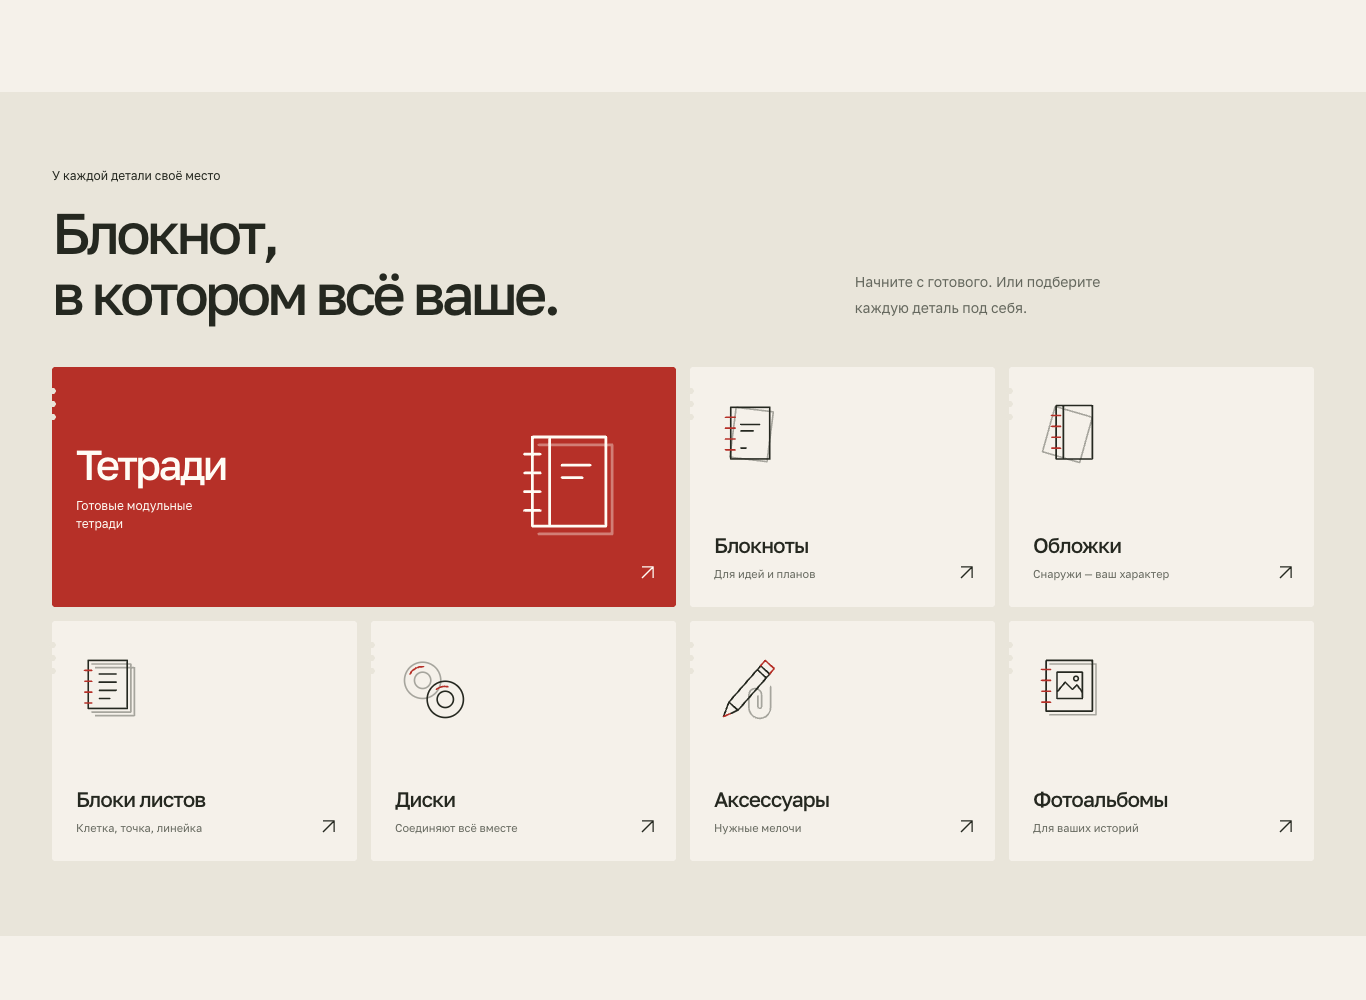 У каждой детали своё место
Блокнот,
в котором всё ваше.
Начните с готового. Или подберите
каждую деталь под себя.
Тетради
Готовые модульные
тетради
Блокноты
Для идей и планов
Обложки
Снаружи — ваш характер
Блоки листов
Клетка, точка, линейка
Диски
Соединяют всё вместе
Аксессуары
Нужные мелочи
Фотоальбомы
Для ваших историй